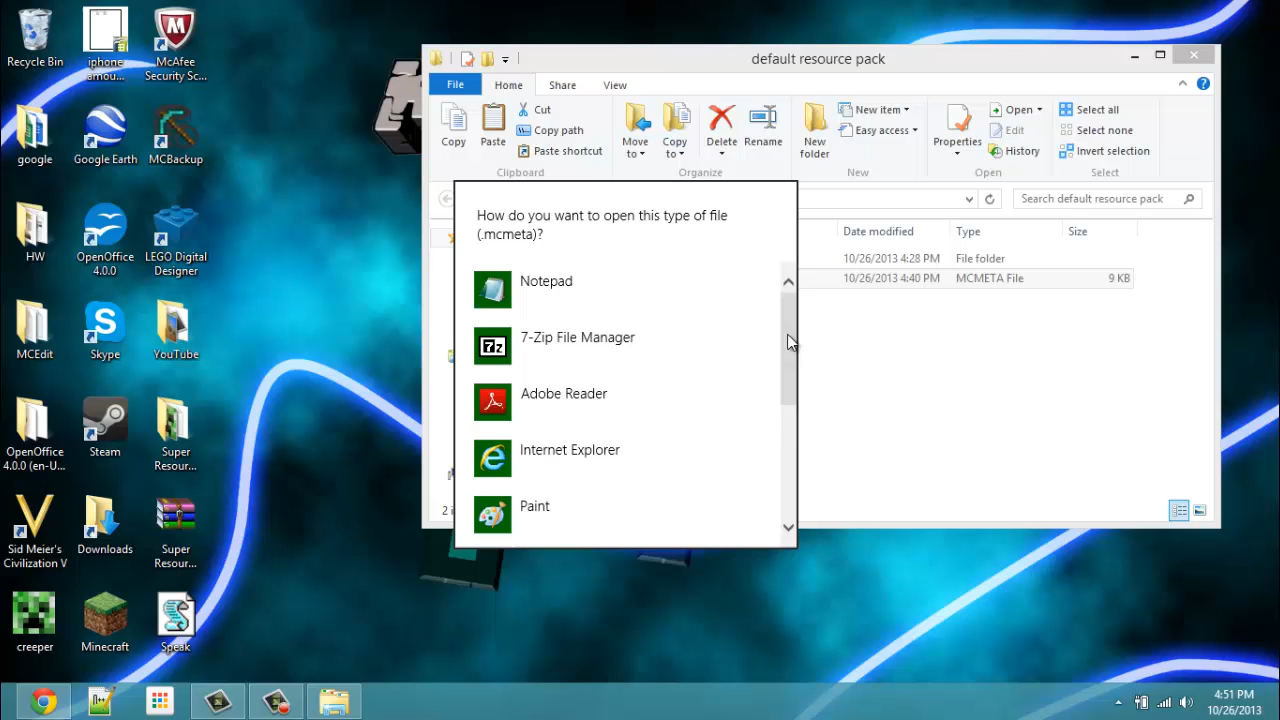 Recycle Bin
iphone
amou...
McAfee
Security Sc...
google
Google Earth
MCBackup
HW
OpenOffice
4.0.0
LEGO Digital
Designer
MCEdit
Skype
YouTube
OpenOffice
4.0.0 (en-U...
Steam
Super
Resour...
Sid Meier's
Civilization V
Downloads
Super
Resour...
creeper
Minecraft
Speak
default resource pack
File
Home
Share
View
Copy
Paste
Cut
Copy path
Paste shortcut
Clipboard
Move
to
Copy
to
Delete
Rename
Organize
New
folder
New item
Easy access
New
Properties
Open
Edit
History
Open
Select all
Select none
Invert selection
Select
Search default resource pack
Date modified
Type
Size
10/26/2013 4:28 PM
File folder
10/26/2013 4:40 PM
MCMETA File
9 KB
How do you want to open this type of file
(.mcmeta)?
Notepad
7-Zip File Manager
Adobe Reader
Internet Explorer
Paint
4:51 PM
10/26/2013